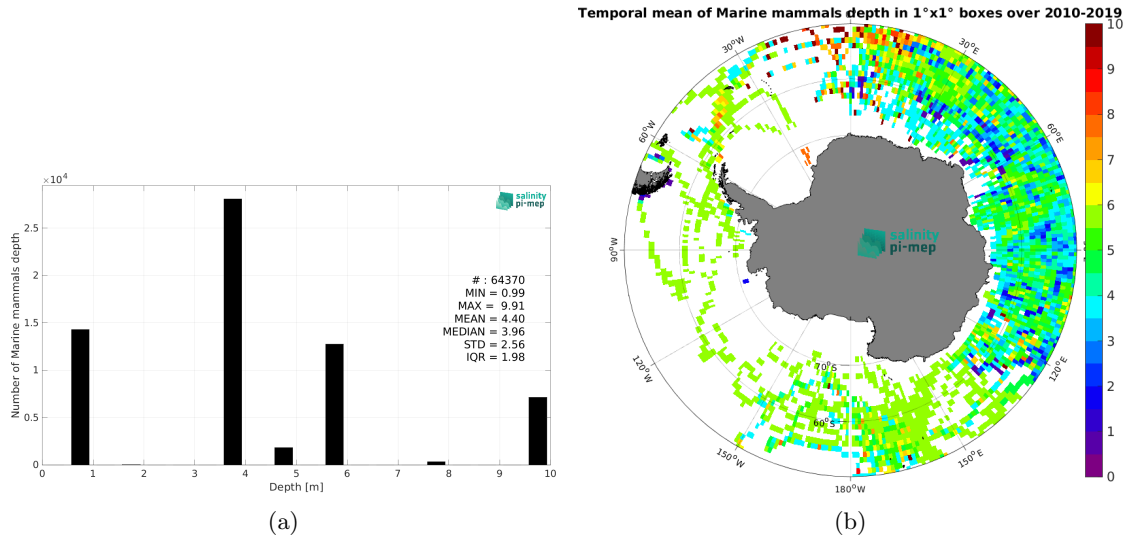 ×10⁴
2.5
2
1.5
1
0.5
0
0 1 2 3 4 5 6 7 8 9 10
Number of Marine mammals depth
Depth [m]
salinity
pi-mep
# : 64370
MIN = 0.99
MAX = 9.91
MEAN = 4.40
MEDIAN = 3.96
STD = 2.56
IQR = 1.98
(a)
Temporal mean of Marine mammals depth in 1°x1° boxes over 2010-2019
30°W
30°E
60°W
60°E
90°W
120°W
120°E
150°W
150°E
180°W
70°S
60°S
salinity
pi-mep
10
9
8
7
6
5
4
3
2
1
0
(b)